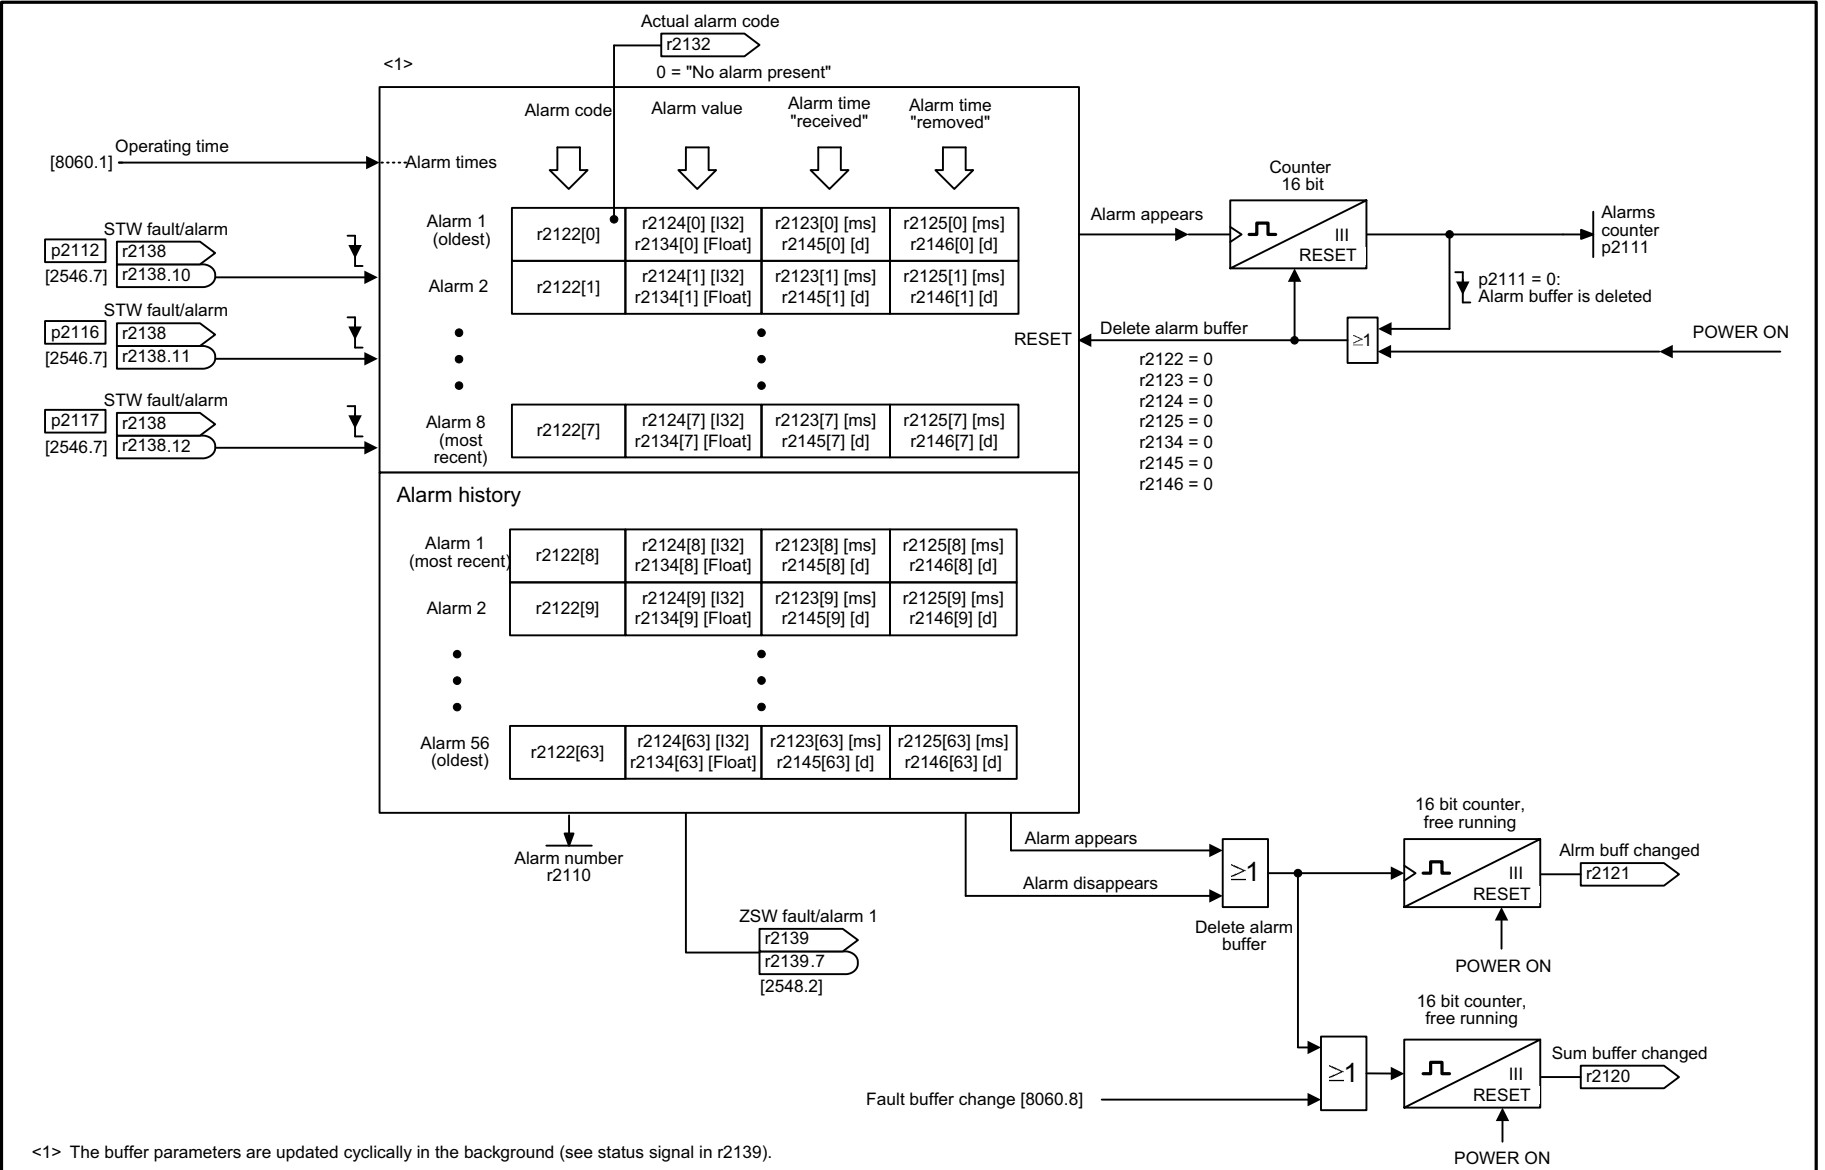 Actual alarm code
r2132
0 = "No alarm present"
<1>
Alarm code
Alarm value
Alarm time
"received"
Alarm time
"removed"
Operating time
[8060.1]
Alarm times
Alarm 1
(oldest)
r2122[0]
r2124[0] [I32]
r2134[0] [Float]
r2123[0] [ms]
r2145[0] [d]
r2125[0] [ms]
r2146[0] [d]
Alarm 2
r2122[1]
r2124[1] [I32]
r2134[1] [Float]
r2123[1] [ms]
r2145[1] [d]
r2125[1] [ms]
r2146[1] [d]
Alarm 8
(most
recent)
r2122[7]
r2124[7] [I32]
r2134[7] [Float]
r2123[7] [ms]
r2145[7] [d]
r2125[7] [ms]
r2146[7] [d]
STW fault/alarm
p2112
r2138
[2546.7]
r2138.10
STW fault/alarm
p2116
r2138
[2546.7]
r2138.11
STW fault/alarm
p2117
r2138
[2546.7]
r2138.12
RESET
Alarm appears
Counter
16 bit
III
RESET
Alarms
counter
p2111
p2111 = 0:
Alarm buffer is deleted
≥1
POWER ON
Delete alarm buffer
r2122 = 0
r2123 = 0
r2124 = 0
r2125 = 0
r2134 = 0
r2145 = 0
r2146 = 0
Alarm history
Alarm 1
(most recent)
r2122[8]
r2124[8] [I32]
r2134[8] [Float]
r2123[8] [ms]
r2145[8] [d]
r2125[8] [ms]
r2146[8] [d]
Alarm 2
r2122[9]
r2124[9] [I32]
r2134[9] [Float]
r2123[9] [ms]
r2145[9] [d]
r2125[9] [ms]
r2146[9] [d]
Alarm 56
(oldest)
r2122[63]
r2124[63] [I32]
r2134[63] [Float]
r2123[63] [ms]
r2145[63] [d]
r2125[63] [ms]
r2146[63] [d]
Alarm number
r2110
ZSW fault/alarm 1
r2139
r2139.7
[2548.2]
Alarm appears
Alarm disappears
≥1
Delete alarm
buffer
16 bit counter,
free running
III
RESET
Alrm buff changed
r2121
POWER ON
16 bit counter,
free running
≥1
III
RESET
Sum buffer changed
r2120
Fault buffer change [8060.8]
POWER ON
<1> The buffer parameters are updated cyclically in the background (see status signal in r2139).